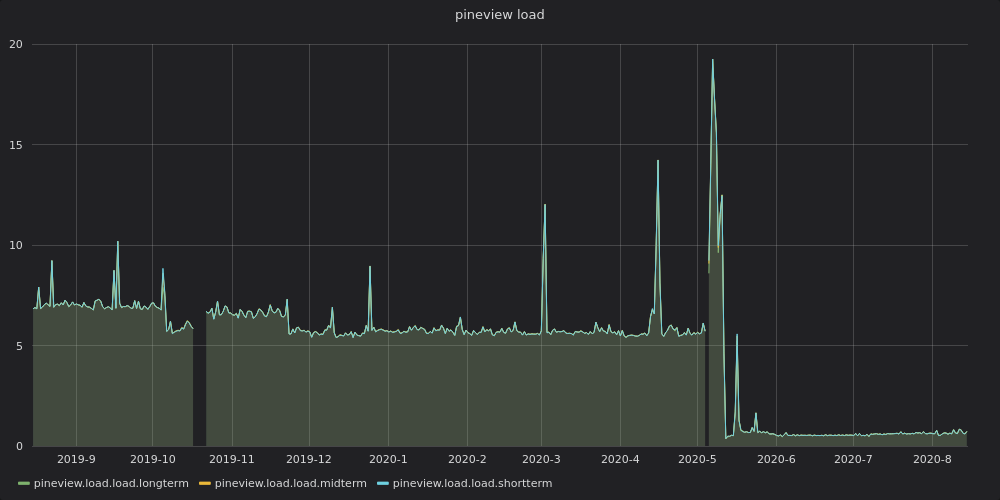 pineview load
20
15
10
5
0
2019-9 2019-10 2019-11 2019-12 2020-1 2020-2 2020-3 2020-4 2020-5 2020-6 2020-7 2020-8
pineview.load.load.longterm pineview.load.load.midterm pineview.load.load.shortterm